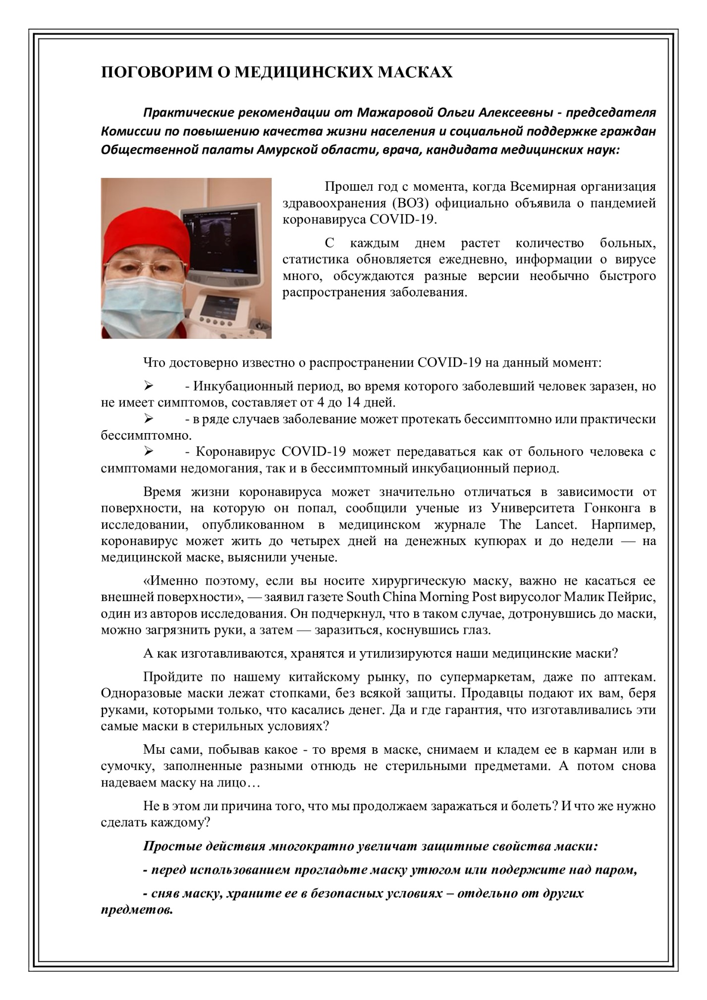 ПОГОВОРИМ О МЕДИЦИНСКИХ МАСКАХ
Практические рекомендации от Мажаровой Ольги Алексеевны - председателя
Комиссии по повышению качества жизни населения и социальной поддержке граждан
Общественной палаты Амурской области, врача, кандидата медицинских наук:
Прошел год с момента, когда Всемирная организация
здравоохранения (ВОЗ) официально объявила о пандемией
коронавируса COVID-19.
С каждым днем растет количество больных,
статистика обновляется ежедневно, информации о вирусе
много, обсуждаются разные версии необычно быстрого
распространения заболевания.
Что достоверно известно о распространении COVID-19 на данный момент:
➢ - Инкубационный период, во время которого заболевший человек заразен, но
не имеет симптомов, составляет от 4 до 14 дней.
➢ - в ряде случаев заболевание может протекать бессимптомно или практически
бессимптомно.
➢ - Коронавирус COVID-19 может передаваться как от больного человека с
симптомами недомогания, так и в бессимптомный инкубационный период.
Время жизни коронавируса может значительно отличаться в зависимости от
поверхности, на которую он попал, сообщили ученые из Университета Гонконга в
исследовании, опубликованном в медицинском журнале The Lancet. Нарпимер,
коронавирус может жить до четырех дней на денежных купюрах и до недели — на
медицинской маске, выяснили ученые.
«Именно поэтому, если вы носите хирургическую маску, важно не касаться ее
внешней поверхности», — заявил газете South China Morning Post вирусолог Малик Пейрис,
один из авторов исследования. Он подчеркнул, что в таком случае, дотронувшись до маски,
можно загрязнить руки, а затем — заразиться, коснувшись глаз.
А как изготавливаются, хранятся и утилизируются наши медицинские маски?
Пройдите по нашему китайскому рынку, по супермаркетам, даже по аптекам.
Одноразовые маски лежат стопками, без всякой защиты. Продавцы подают их вам, беря
руками, которыми только, что касались денег. Да и где гарантия, что изготавливались эти
самые маски в стерильных условиях?
Мы сами, побывав какое - то время в маске, снимаем и кладем ее в карман или в
сумочку, заполненные разными отнюдь не стерильными предметами. А потом снова
надеваем маску на лицо…
Не в этом ли причина того, что мы продолжаем заражаться и болеть? И что же нужно
сделать каждому?
Простые действия многократно увеличат защитные свойства маски:
- перед использованием прогладьте маску утюгом или подержите над паром,
- сняв маску, храните ее в безопасных условиях – отдельно от других
предметов.